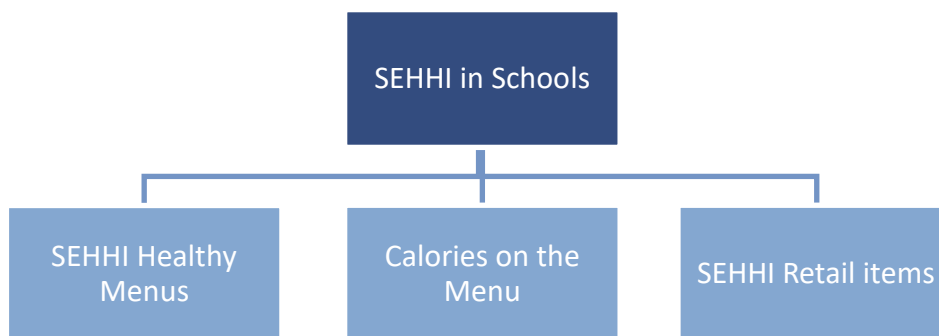 SEHHI in Schools
SEHHI Healthy
Menus
Calories on the
Menu
SEHHI Retail items